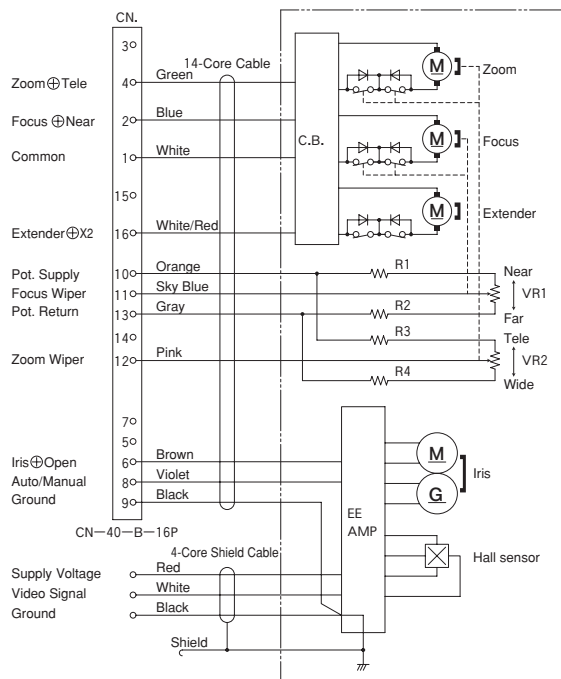 CN.
3
14-Core Cable
Zoom⊕Tele 4 Green
Focus ⊕Near 2 Blue
Common 1 White
15
Extender⊕X2 16 White/Red
C.B.
M Zoom
M Focus
M Extender
Pot. Supply 10 Orange R1 Near
Focus Wiper 11 Sky Blue VR1
Pot. Return 13 Gray R2 Far
14 R3 Tele
Zoom Wiper 12 Pink VR2
R4 Wide
7
5
Iris⊕Open 6 Brown
Auto/Manual 8 Violet
Ground 9 Black
CN—40—B—16P
EE
AMP
M
G
Iris
Hall sensor
4-Core Shield Cable
Supply Voltage Red
Video Signal White
Ground Black
Shield